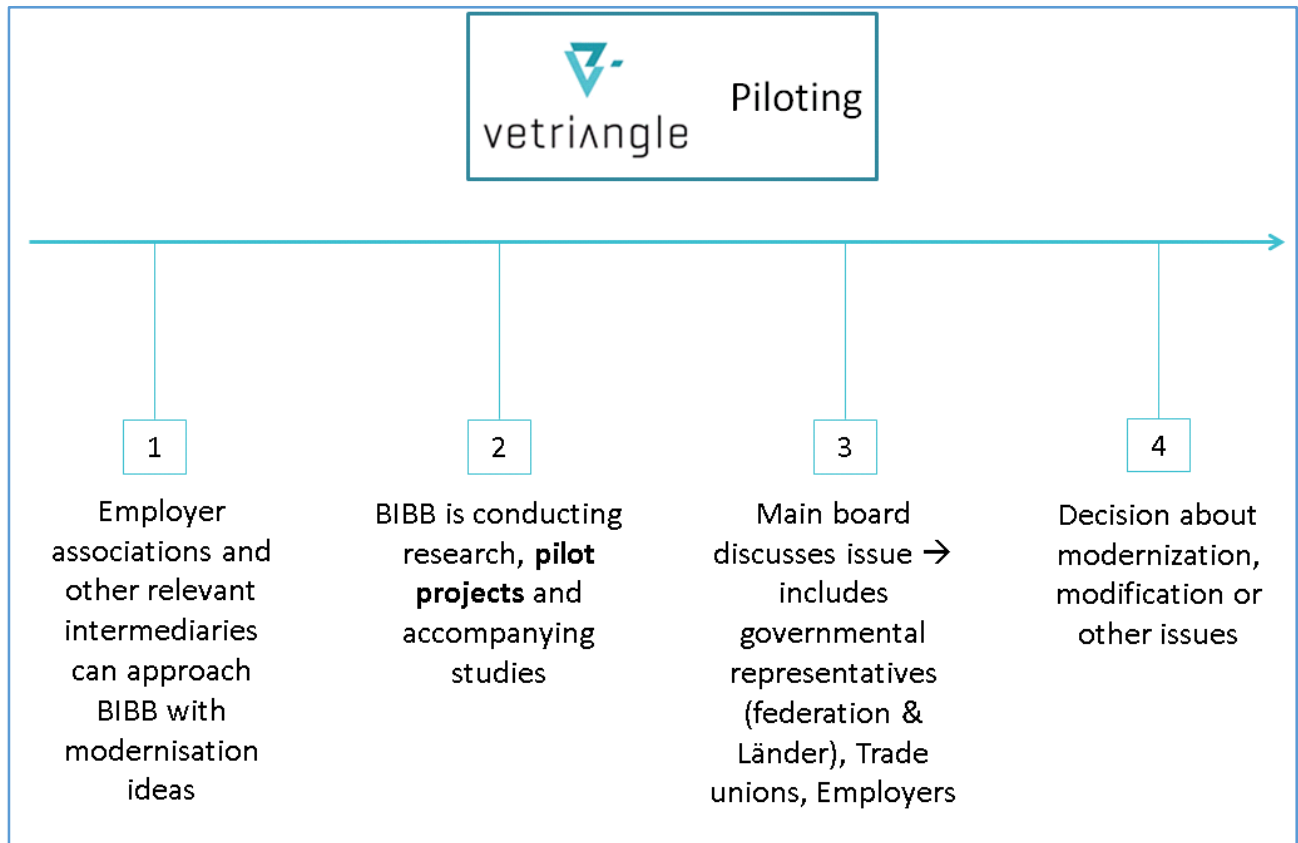 vetriangle
Piloting
1
Employer
associations and
other relevant
intermediaries
can approach
BIBB with
modernisation
ideas
2
BIBB is conducting
research, pilot
projects and
accompanying
studies
3
Main board
discusses issue →
includes
governmental
representatives
(federation &
Länder), Trade
unions, Employers
4
Decision about
modernization,
modification or
other issues